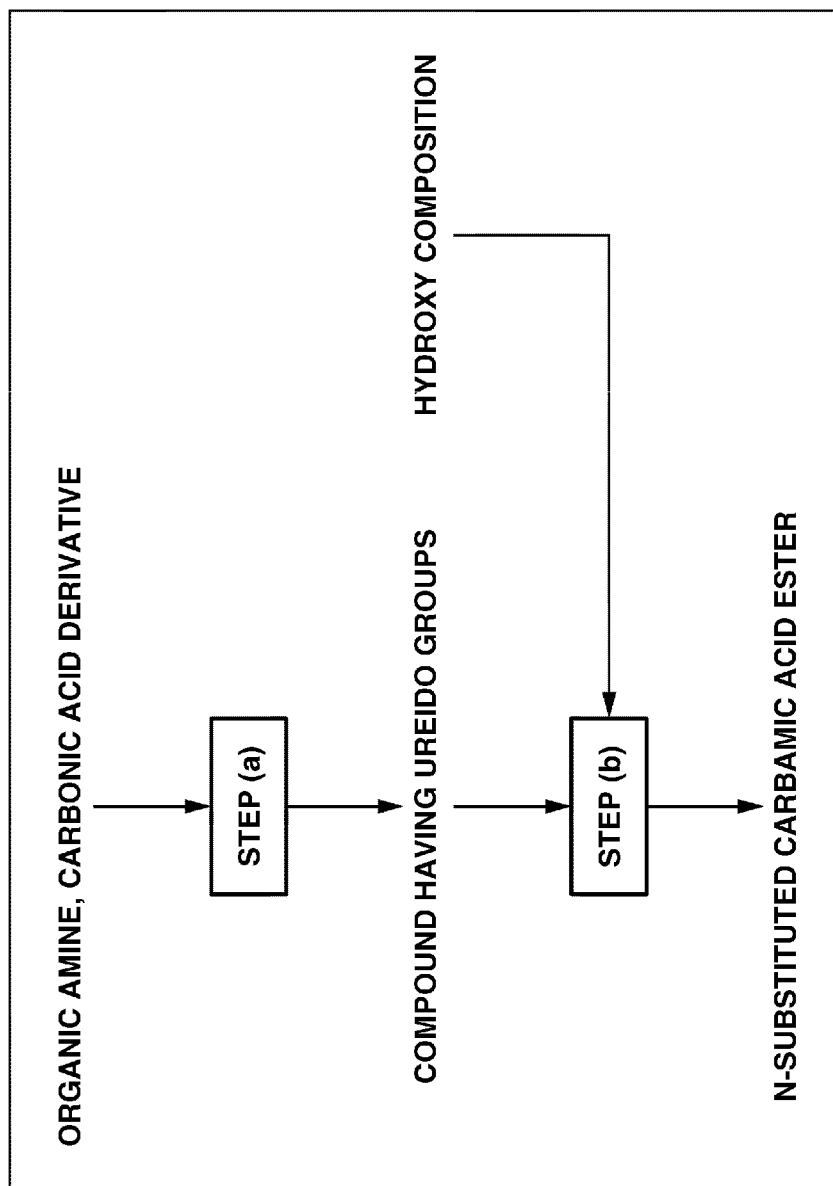 ORGANIC AMINE, CARBONIC ACID DERIVATIVE
STEP (a)
COMPOUND HAVING UREIDO GROUPS
HYDROXY COMPOSITION
STEP (b)
N-SUBSTITUTED CARBAMIC ACID ESTER